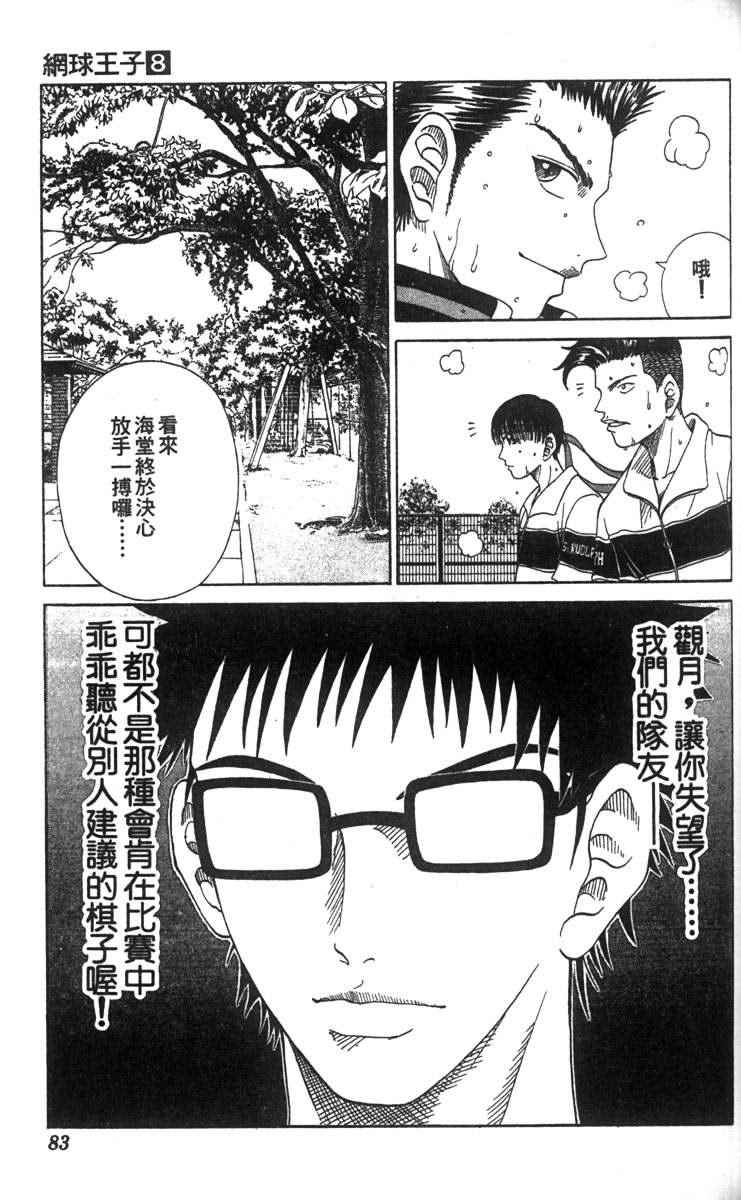 網球王子8
哦！
ST. RUDOLPH
看來
海堂終於決心
放手一搏囉……
觀月，讓你失望了……
我們的隊友——
可都不是那種會肯在比賽中
乖乖聽從別人建議的棋子喔！
83